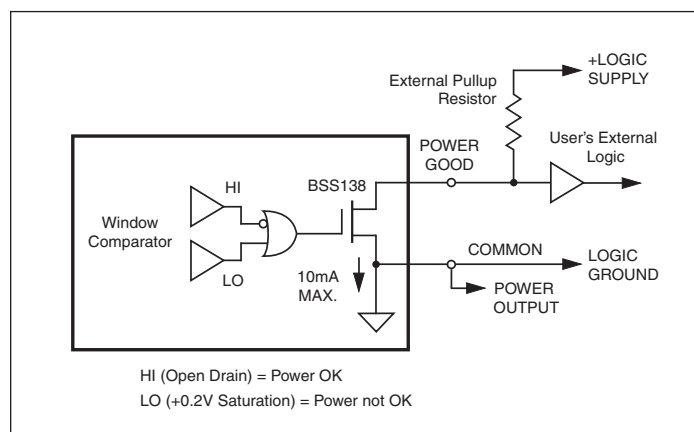 +LOGIC
SUPPLY
External Pullup
Resistor
User's External
Logic
POWER
GOOD
HI
BSS138
Window
Comparator
LO
10mA
MAX.
COMMON
LOGIC
GROUND
POWER
OUTPUT
HI (Open Drain) = Power OK
LO (+0.2V Saturation) = Power not OK